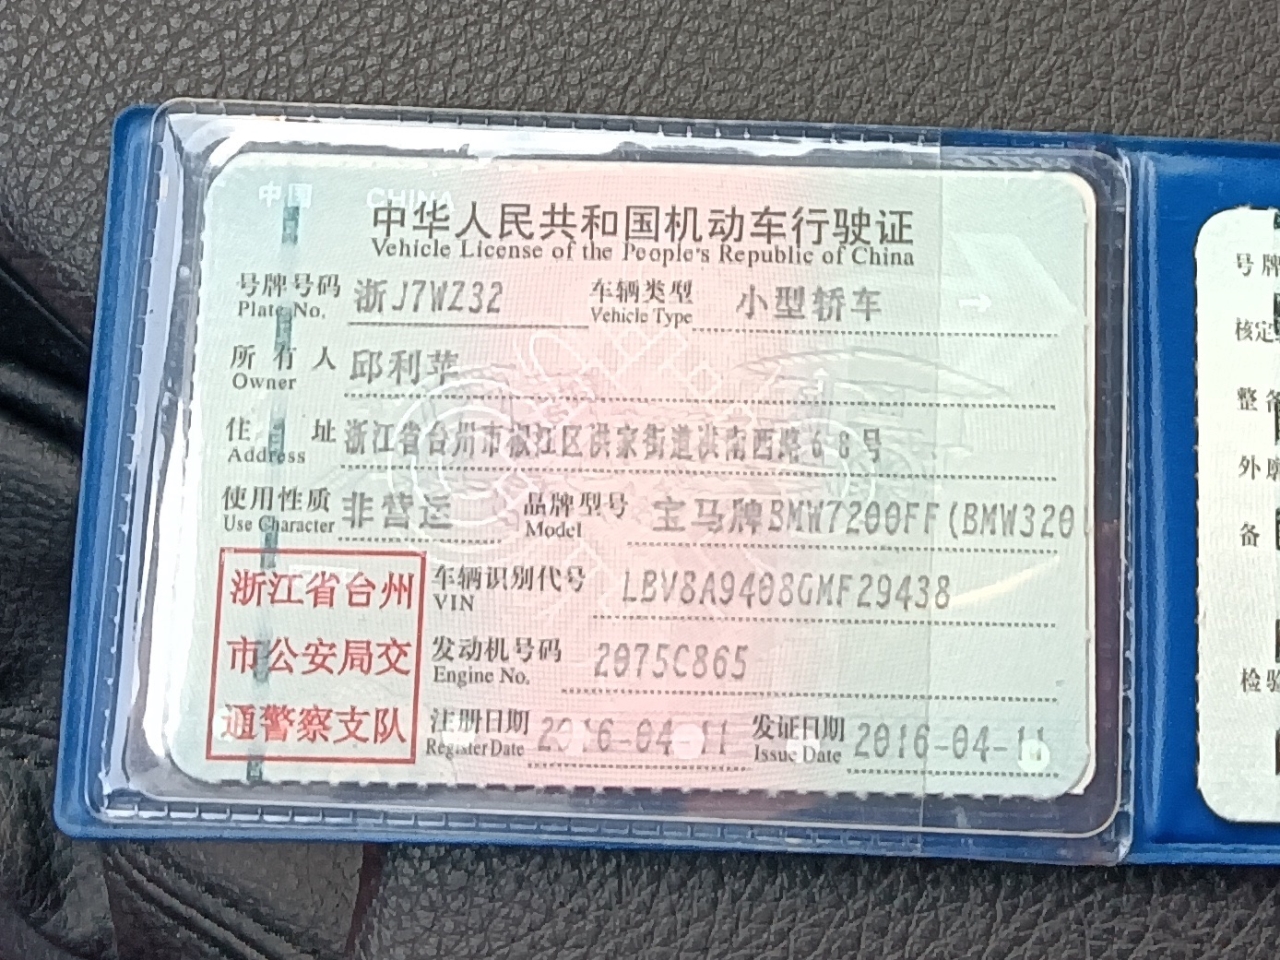 中国 CHINA
中华人民共和国机动车行驶证
Vehicle License of the People's Republic of China
号牌号码 浙J7WZ32 车辆类型 小型轿车
Plate No. Vehicle Type
所有人 邱利苹
Owner
住址 浙江省台州市椒江区洪家街道洪南西路68号
Address
使用性质 非营运 品牌型号 宝马牌BMW7200FF(BMW320
Use Character Model
浙江省台州
市公安局交
通警察支队
车辆识别代号 LBV8A9408GMF29438
VIN
发动机号码 2075C865
Engine No.
注册日期 2016-04-11 发证日期 2016-04-11
Register Date Issue Date
号牌
核定
整备
外廓
备
检验